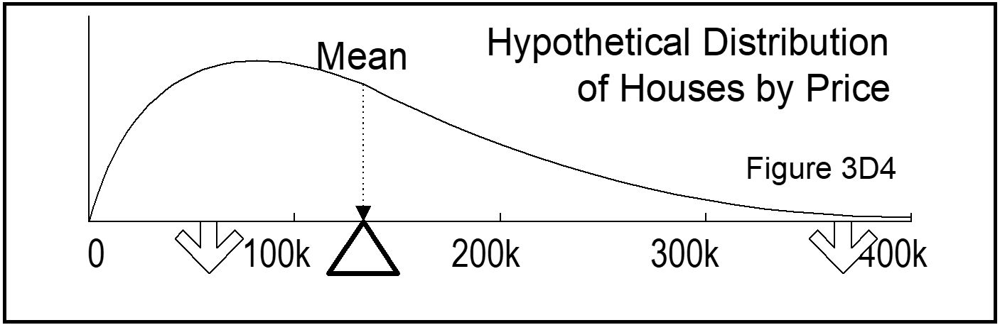 Hypothetical Distribution
of Houses by Price
Mean
Figure 3D4
0 100k 200k 300k 400k